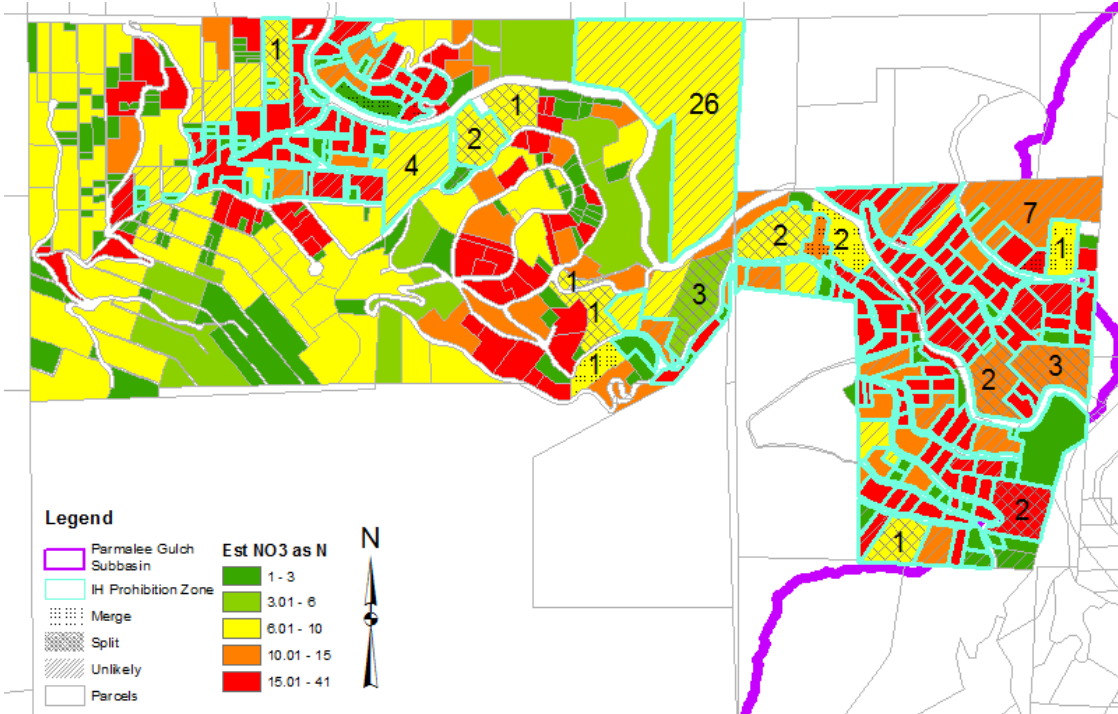 1
26
1
2
4
7
2
2
1
1
3
1
1
3
2
2
1
Legend
Parmalee Gulch
Subbasin
IH Prohibition Zone
Merge
Split
Unlikely
Parcels
Est NO3 as N
1 - 3
3.01 - 6
6.01 - 10
10.01 - 15
15.01 - 41
N